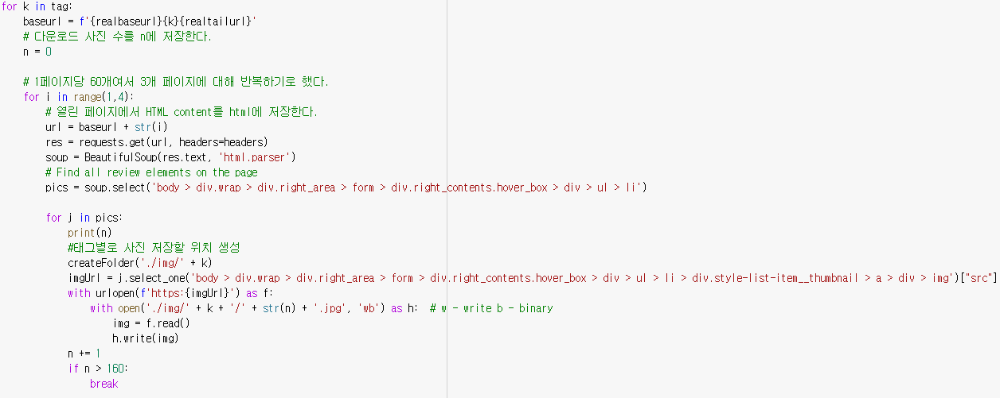 for k in tag:
    baseurl = f'{realbaseurl}{k}{realtailurl}'
    # 다운로드 사진 수를 n에 저장한다.
    n = 0

    # 1페이지당 60개여서 3개 페이지에 대해 반복하기로 했다.
    for i in range(1,4):
        # 열린 페이지에서 HTML content를 html에 저장한다.
        url = baseurl + str(i)
        res = requests.get(url, headers=headers)
        soup = BeautifulSoup(res.text, 'html.parser')
        # Find all review elements on the page
        pics = soup.select('body > div.wrap > div.right_area > form > div.right_contents.hover_box > div > ul > li')

        for j in pics:
            print(n)
            #태그별로 사진 저장할 위치 생성
            createFolder('./img/' + k)
            imgUrl = j.select_one('body > div.wrap > div.right_area > form > div.right_contents.hover_box > div > ul > li > div.style-list-item__thumbnail > a > div > img')["src"]
            with urlopen(f'https:{imgUrl}') as f:
                with open('./img/' + k + '/' + str(n) + '.jpg', 'wb') as h:  # w - write b - binary
                    img = f.read()
                    h.write(img)
            n += 1
            if n > 160:
                break